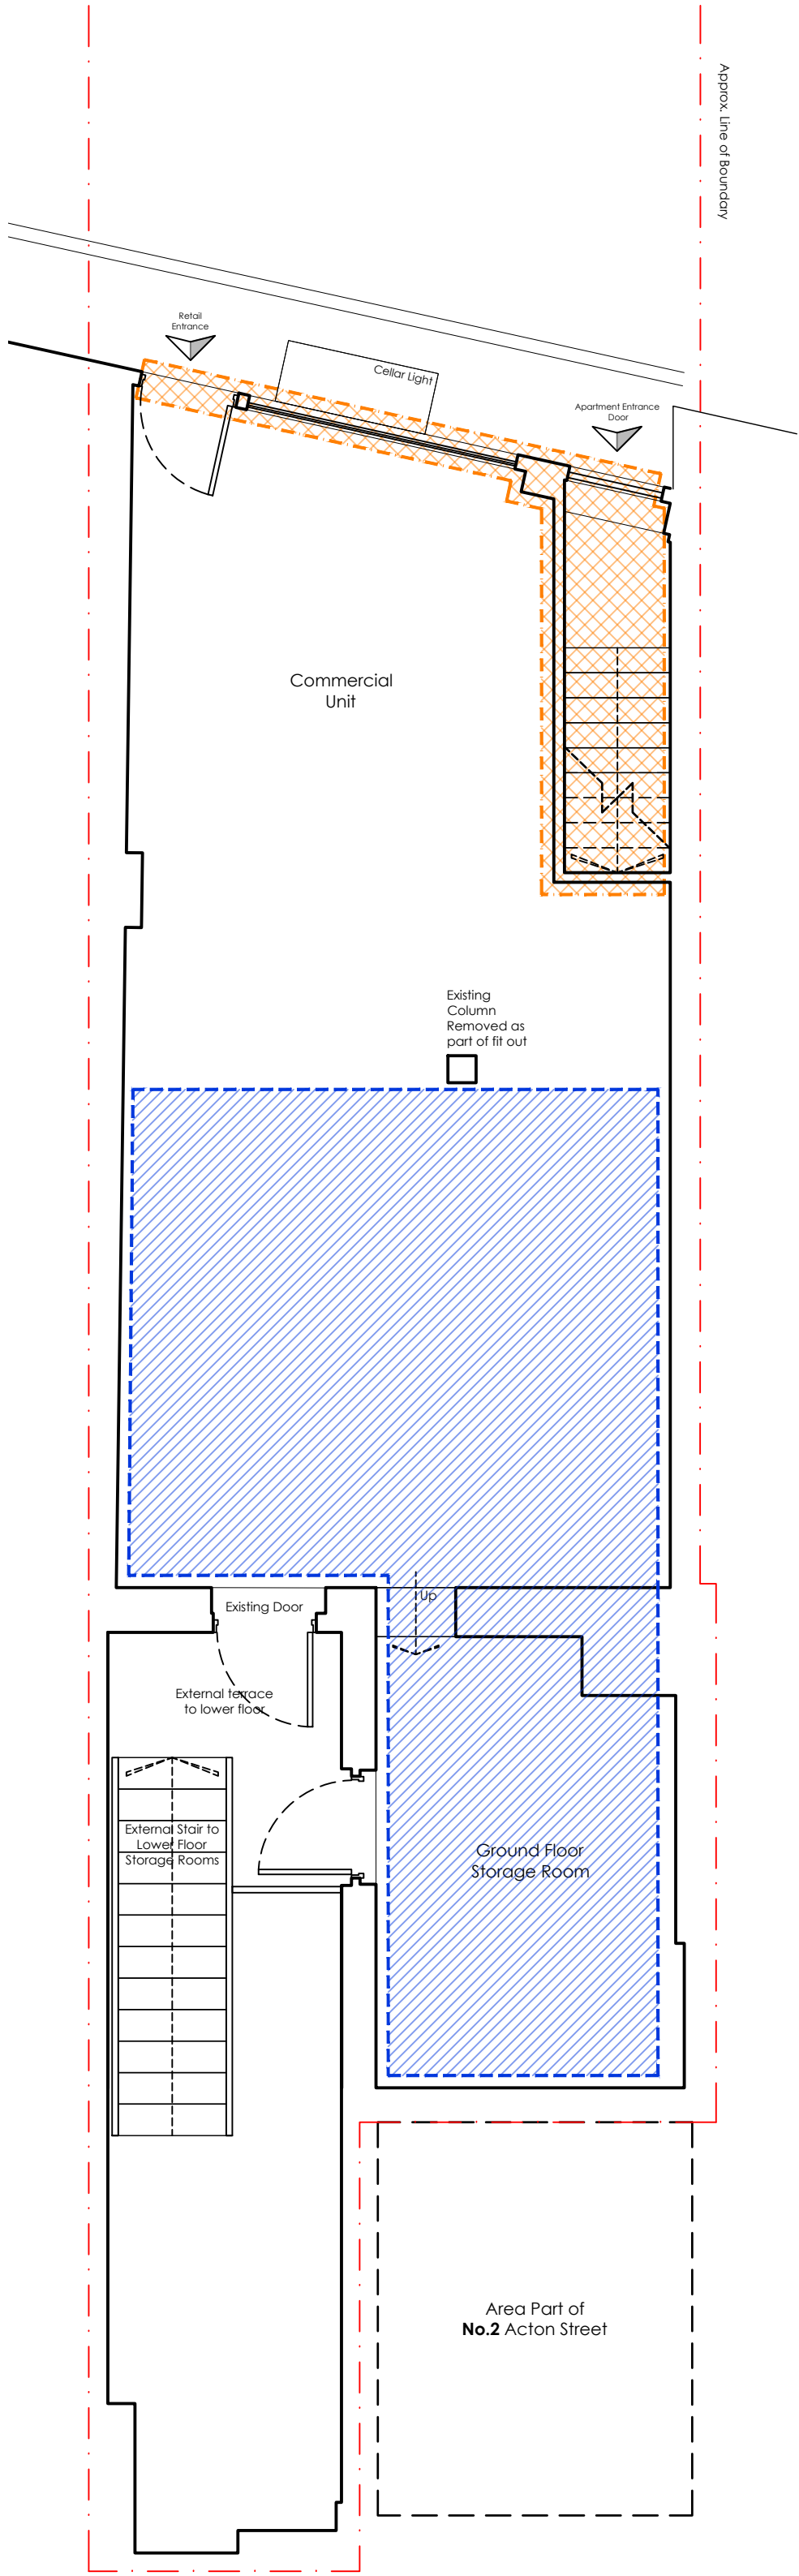 Approx. Line of Boundary
Retail
Entrance
Cellar Light
Apartment Entrance
Door
Commercial
Unit
Existing
Column
Removed as
part of fit out
Up
Existing Door
External terrace
to lower floor
External Stair to
Lower Floor
Storage Rooms
Ground Floor
Storage Room
Area Part of
No.2 Acton Street